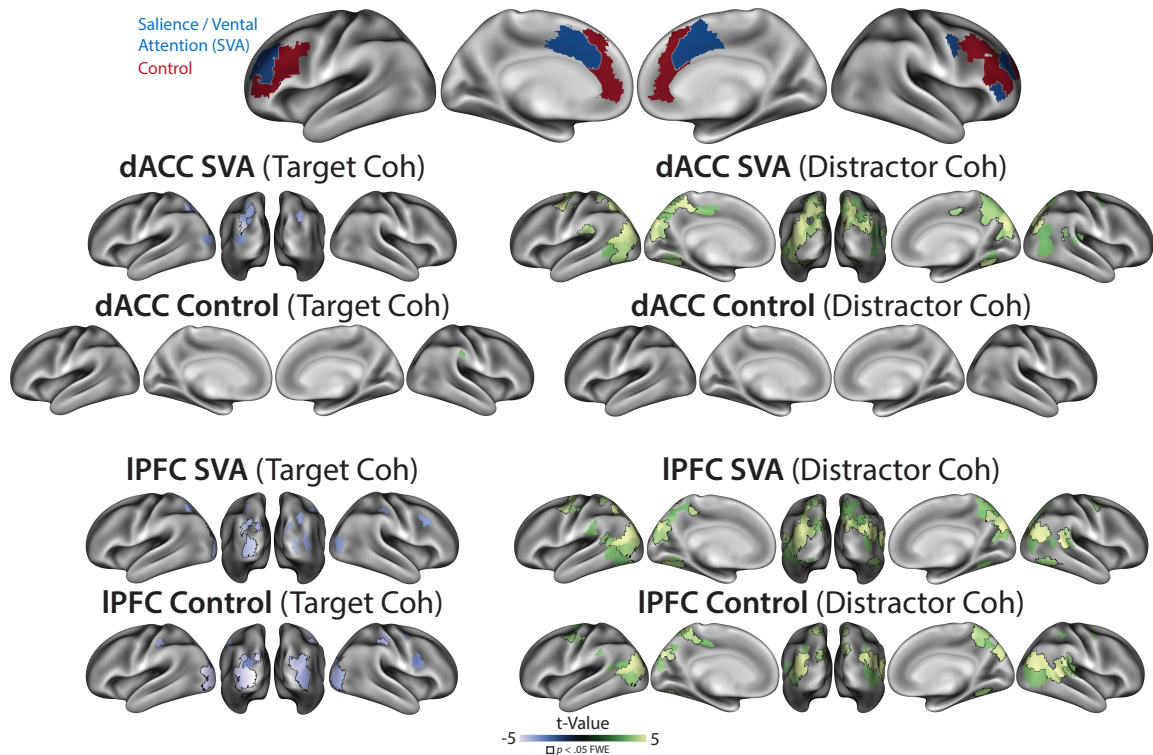 Salience / Vental
Attention (SVA)
Control
dACC SVA (Target Coh)
dACC SVA (Distractor Coh)
dACC Control (Target Coh)
dACC Control (Distractor Coh)
lPFC SVA (Target Coh)
lPFC SVA (Distractor Coh)
lPFC Control (Target Coh)
lPFC Control (Distractor Coh)
t-Value
-5 5
p < .05 FWE